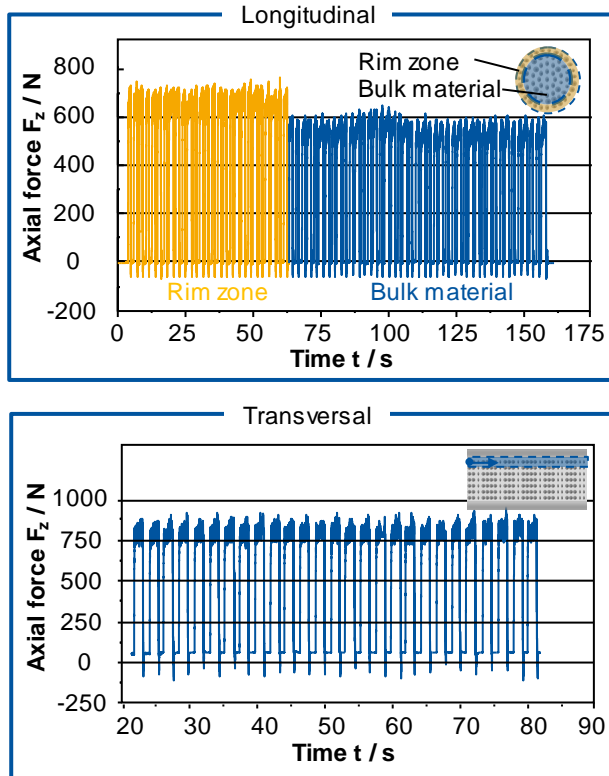 Longitudinal
Axial force Fz / N
800
600
400
200
0
-200
Rim zone
Bulk material
Rim zone
Bulk material
0
25
50
75
100
125
150
175
Time t / s
Transversal
Axial force Fz / N
1000
750
500
250
0
-250
20
30
40
50
60
70
80
90
Time t / s